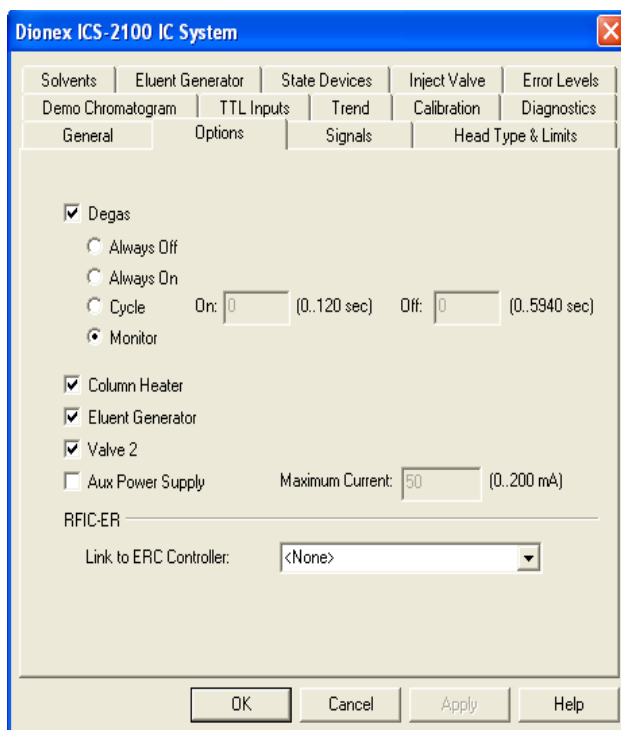 Dionex ICS-2100 IC System
Solvents Eluent Generator State Devices Inject Valve Error Levels
Demo Chromatogram TTL Inputs Trend Calibration Diagnostics
General Options Signals Head Type & Limits
Degas
Always Off
Always On
Cycle On: 0 (0..120 sec) Off: 0 (0..5940 sec)
Monitor
Column Heater
Eluent Generator
Valve 2
Aux Power Supply Maximum Current: 50 (0..200 mA)
RFIC-ER
Link to ERC Controller: <None>
OK Cancel Apply Help